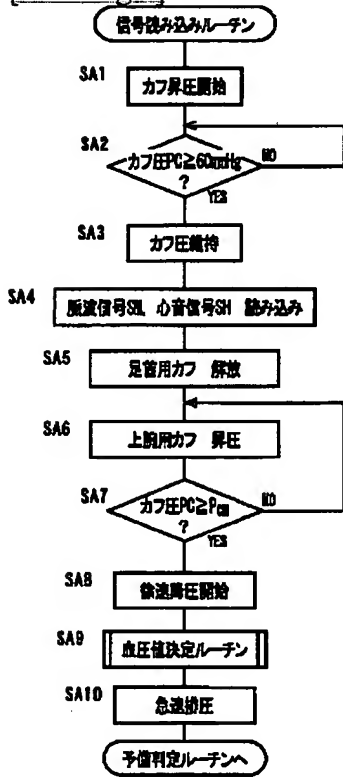 信号読み込みルーチン
SA1
カフ昇圧開始
SA2
カフ圧PC≧60mmHg
?
NO
YES
SA3
カフ圧維持
SA4
脈波信号SM, 心音信号SH 読み込み
SA5
足首用カフ 解放
SA6
上腕用カフ 昇圧
SA7
カフ圧PC≧PCM
?
NO
YES
SA8
徐速降圧開始
SA9
血圧値決定ルーチン
SA10
急速排圧
予備判定ルーチンへ